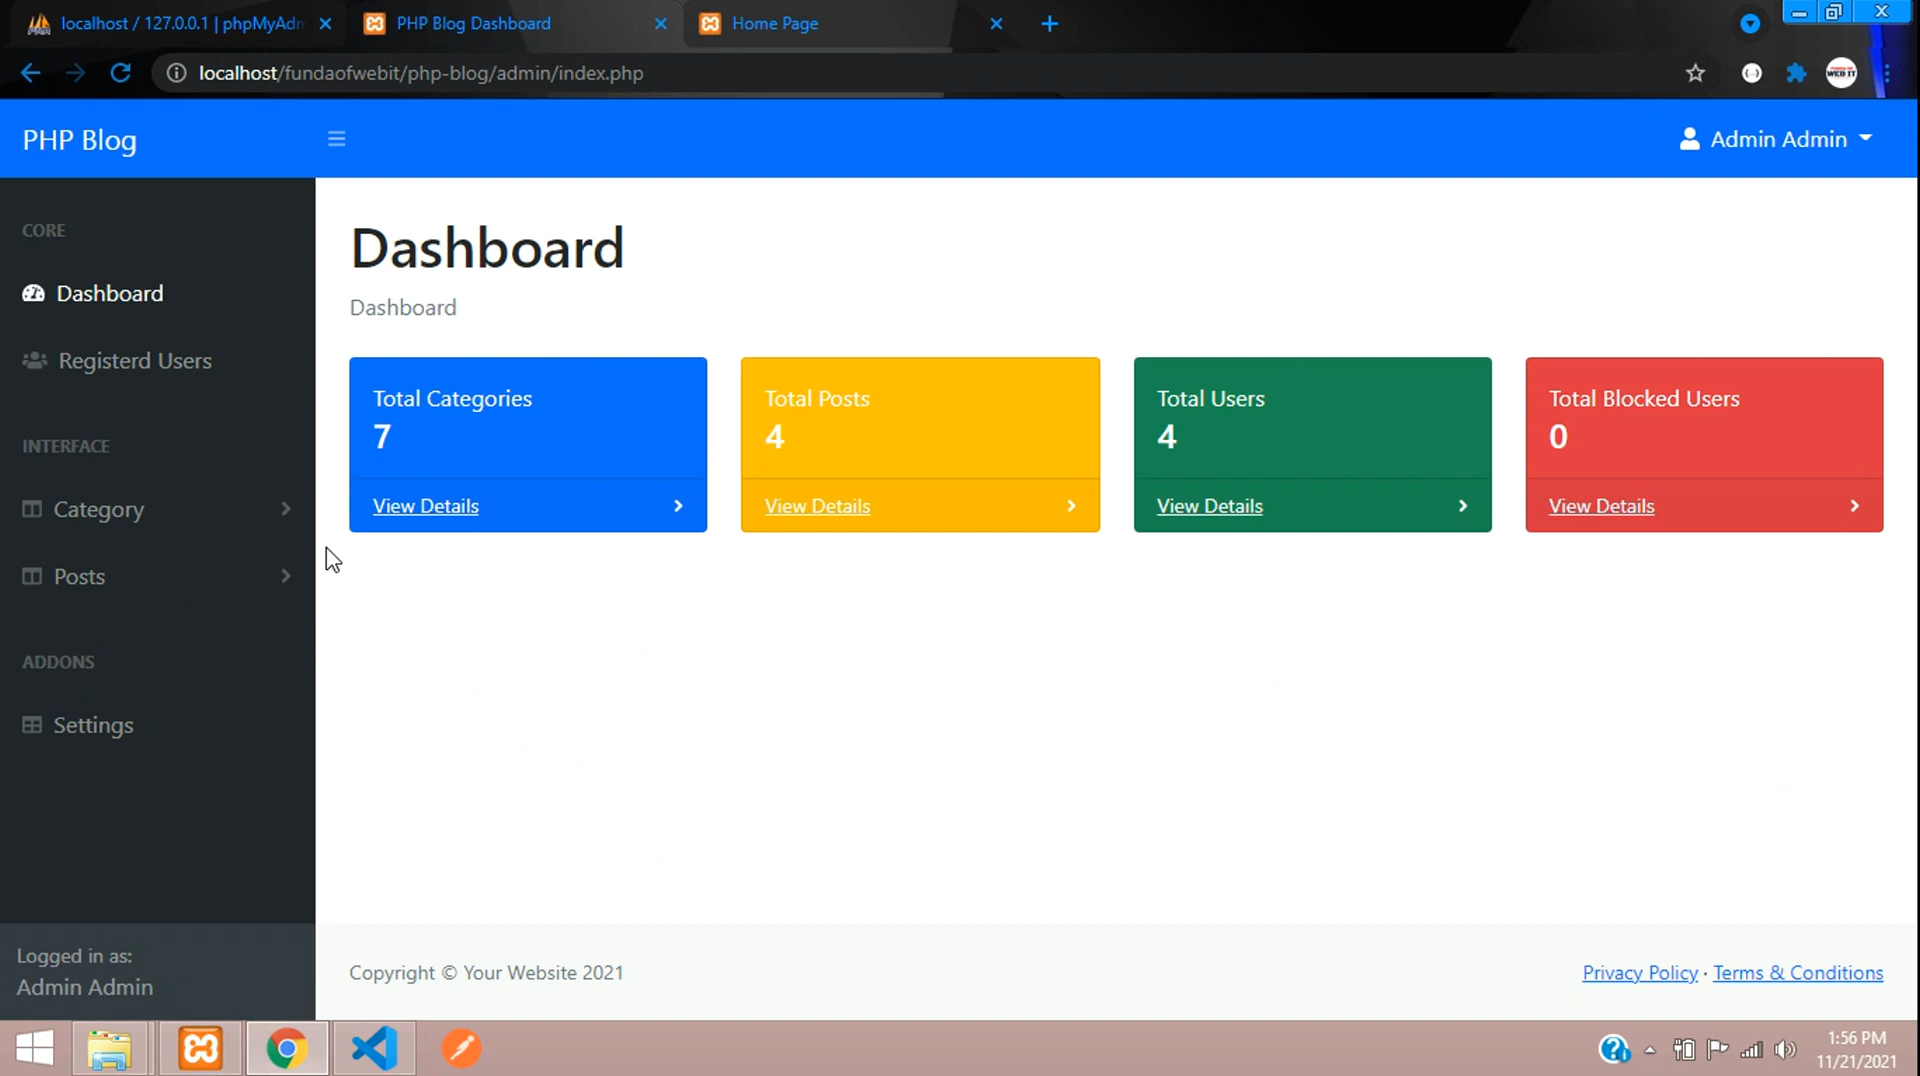 localhost / 127.0.0.1 | phpMyAdm
PHP Blog Dashboard
Home Page
localhost/fundaofwebit/php-blog/admin/index.php
WEB IT
PHP Blog
Admin Admin
CORE
Dashboard
Registerd Users
INTERFACE
Category
Posts
ADDONS
Settings
Logged in as:
Admin Admin
Dashboard
Dashboard
Total Categories
7
View Details
Total Posts
4
View Details
Total Users
4
View Details
Total Blocked Users
0
View Details
Copyright © Your Website 2021
Privacy Policy · Terms & Conditions
1:56 PM
11/21/2021